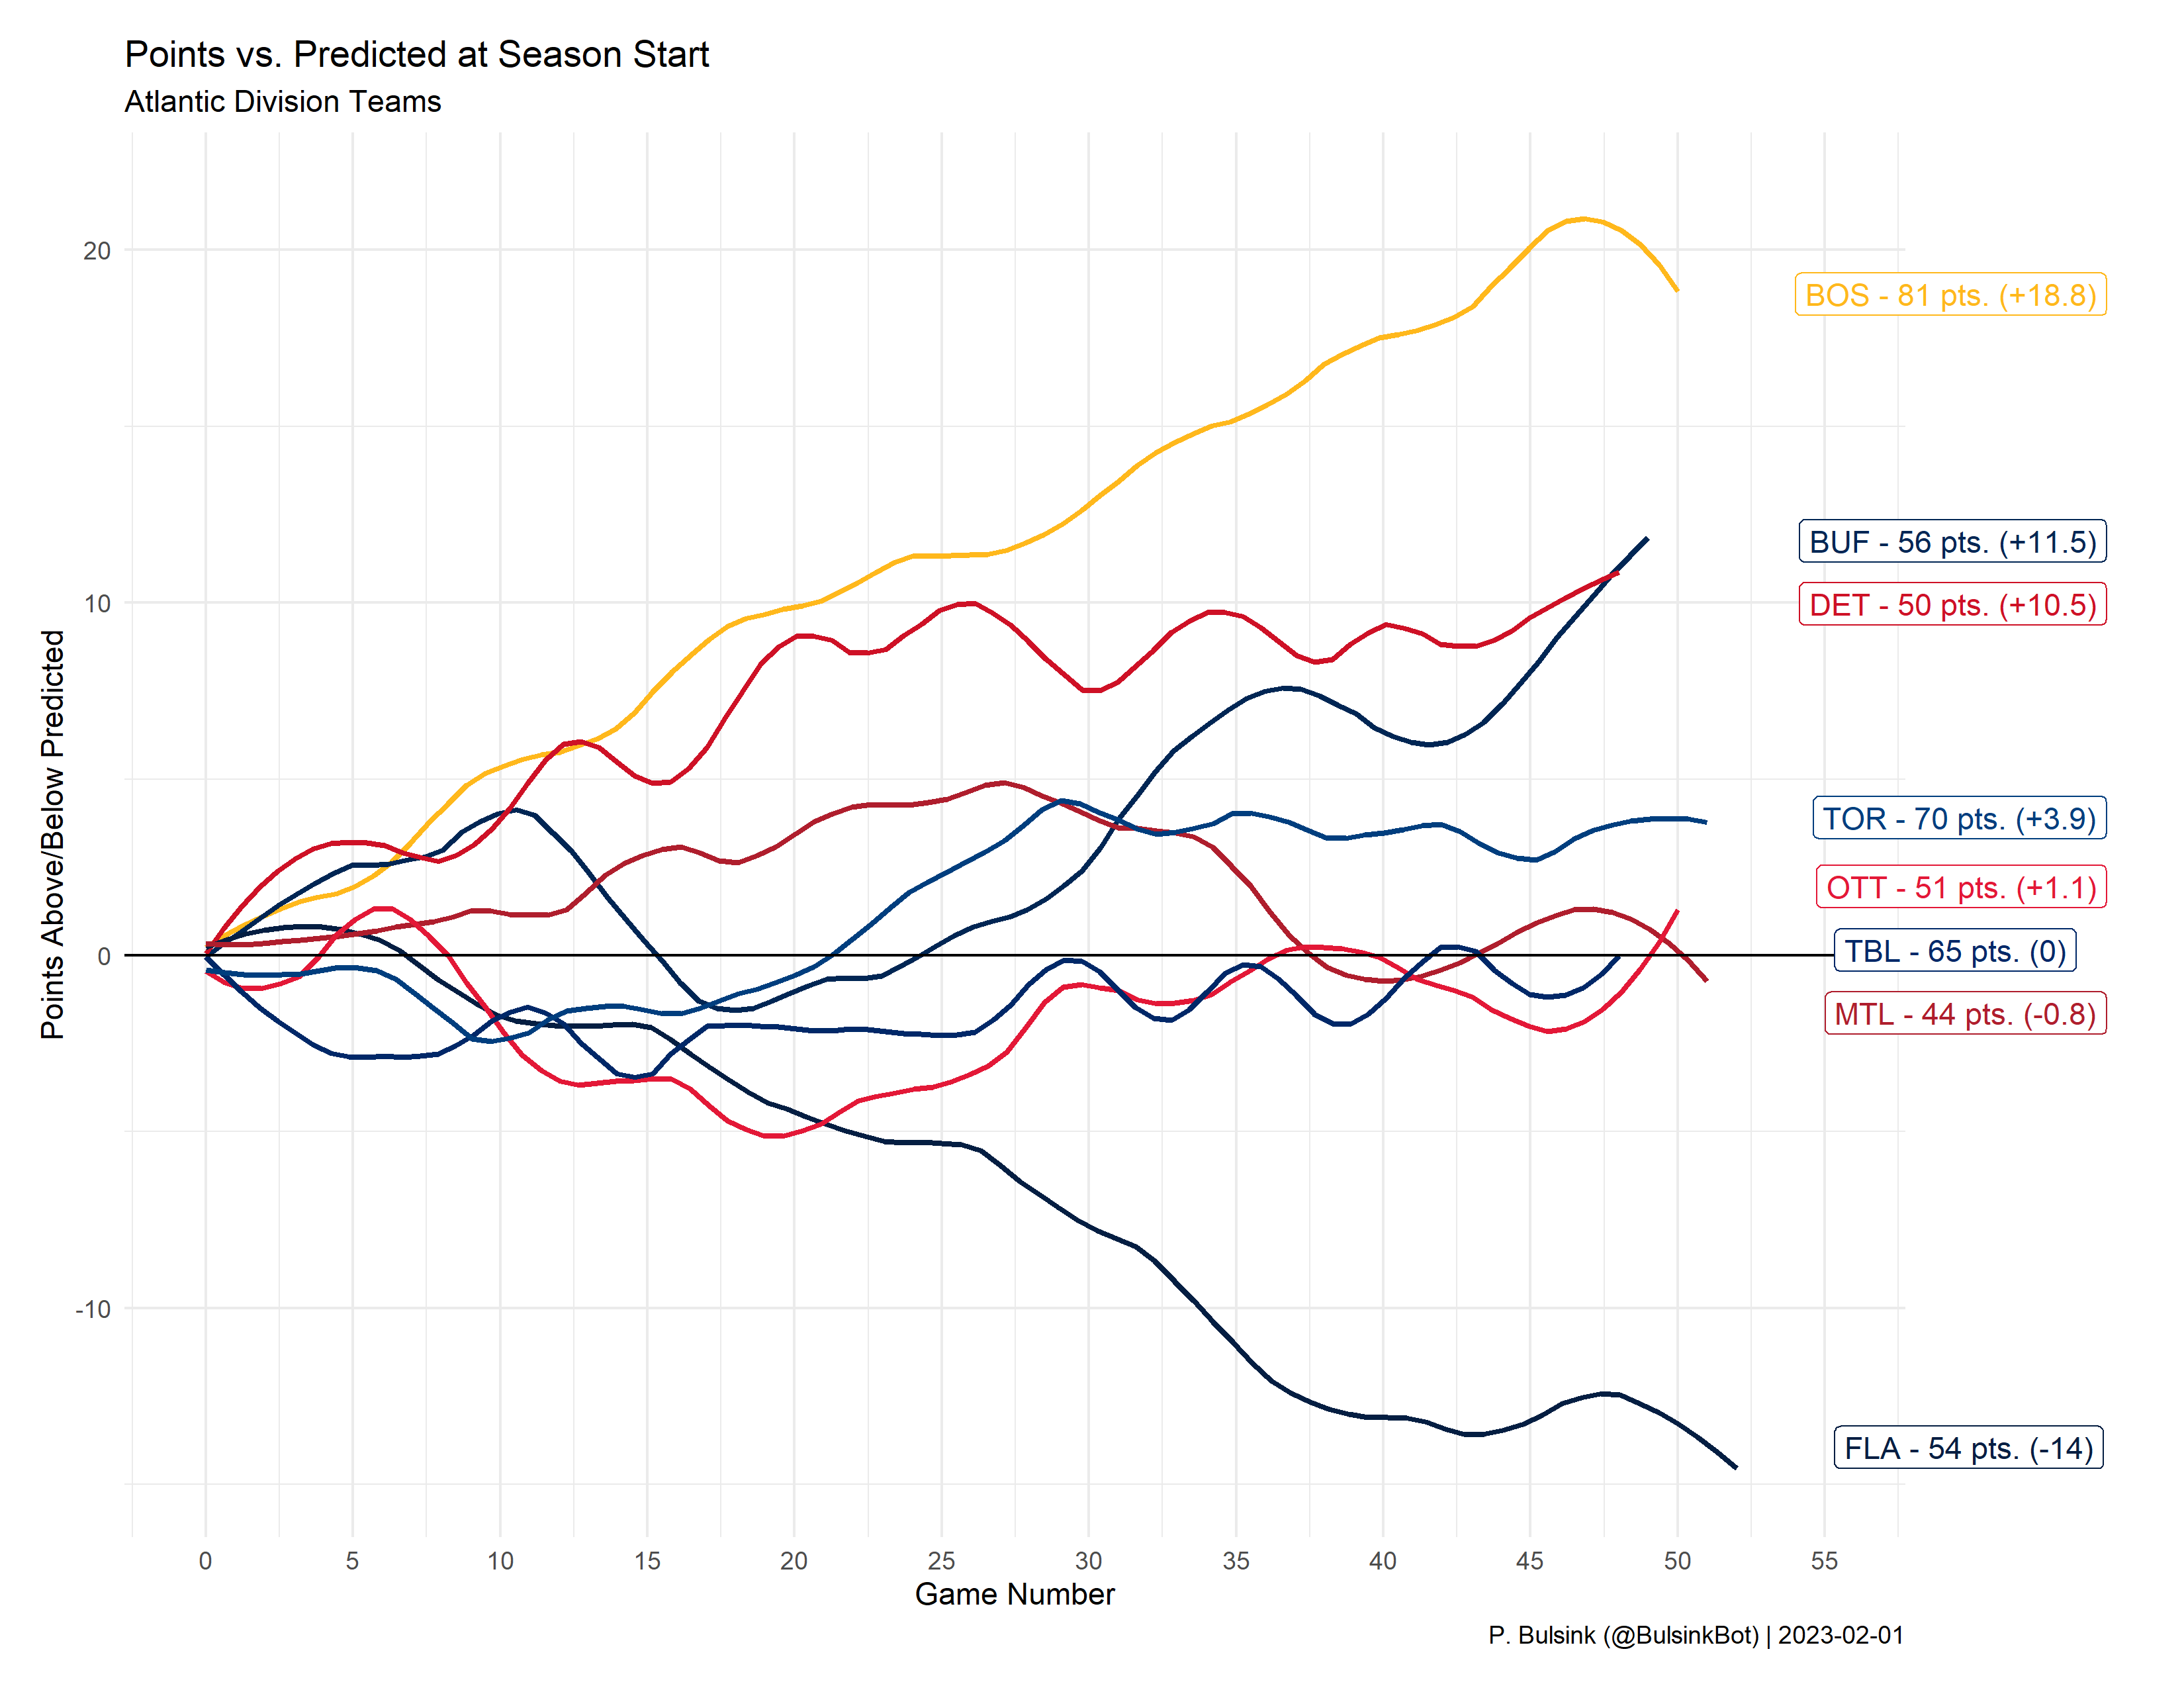 Points vs. Predicted at Season Start
Atlantic Division Teams
Points Above/Below Predicted
20
10
0
-10
BOS - 81 pts. (+18.8)
BUF - 56 pts. (+11.5)
DET - 50 pts. (+10.5)
TOR - 70 pts. (+3.9)
OTT - 51 pts. (+1.1)
TBL - 65 pts. (0)
MTL - 44 pts. (-0.8)
FLA - 54 pts. (-14)
0 5 10 15 20 25 30 35 40 45 50 55
Game Number
P. Bulsink (@BulsinkBot) | 2023-02-01